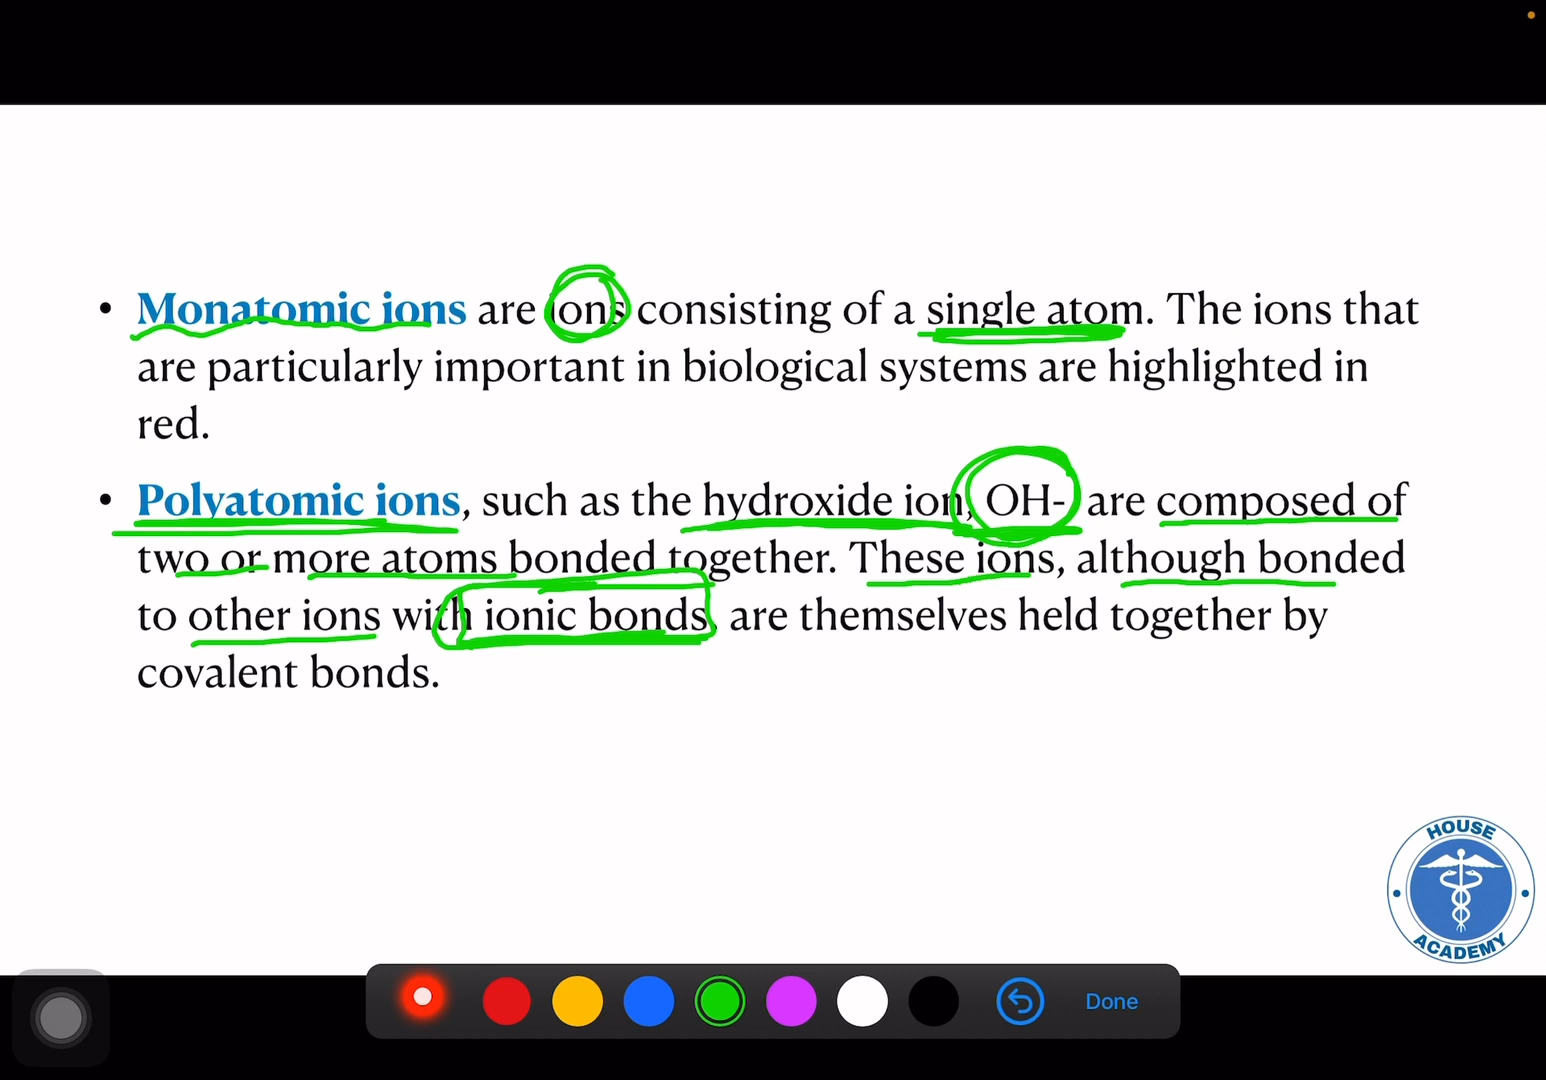 • Monatomic ions are ions consisting of a single atom. The ions that
are particularly important in biological systems are highlighted in
red.
• Polyatomic ions, such as the hydroxide ion, OH- are composed of
two or more atoms bonded together. These ions, although bonded
to other ions with ionic bonds, are themselves held together by
covalent bonds.
HOUSE
ACADEMY
Done